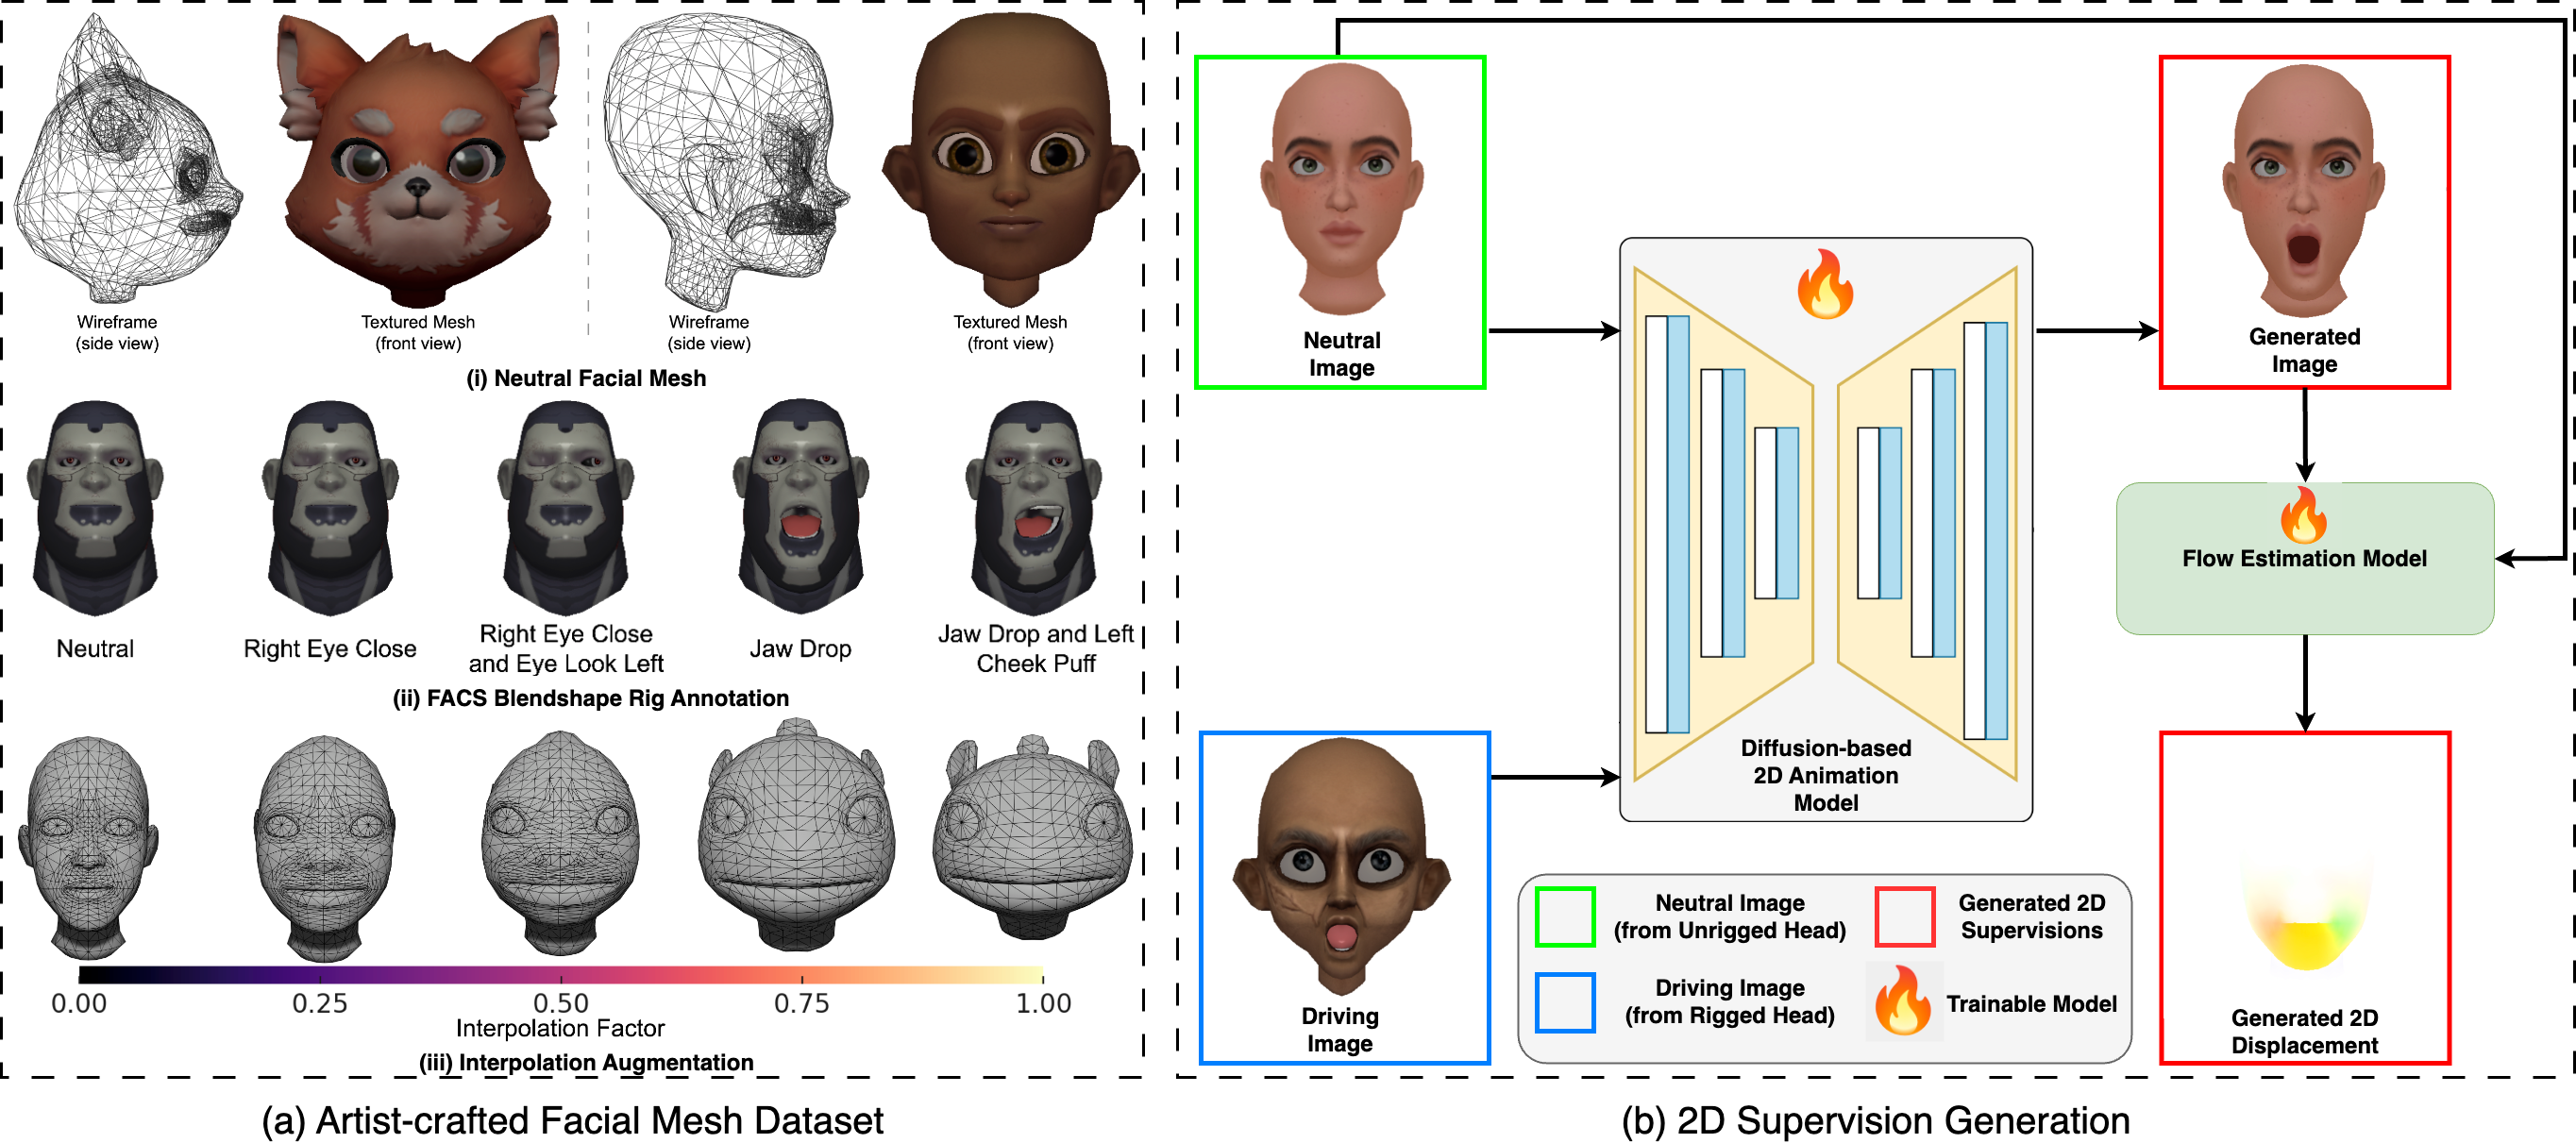 Wireframe
(side view)
Textured Mesh
(front view)
Wireframe
(side view)
Textured Mesh
(front view)
(i) Neutral Facial Mesh
Neutral
Right Eye Close
Right Eye Close
and Eye Look Left
Jaw Drop
Jaw Drop and Left
Cheek Puff
(ii) FACS Blendshape Rig Annotation
0.00
0.25
0.50
0.75
1.00
Interpolation Factor
(iii) Interpolation Augmentation
(a) Artist-crafted Facial Mesh Dataset
Neutral
Image
Driving
Image
Diffusion-based
2D Animation
Model
Generated
Image
Flow Estimation Model
Generated 2D
Displacement
Neutral Image
(from Unrigged Head)
Generated 2D
Supervisions
Driving Image
(from Rigged Head)
Trainable Model
(b) 2D Supervision Generation